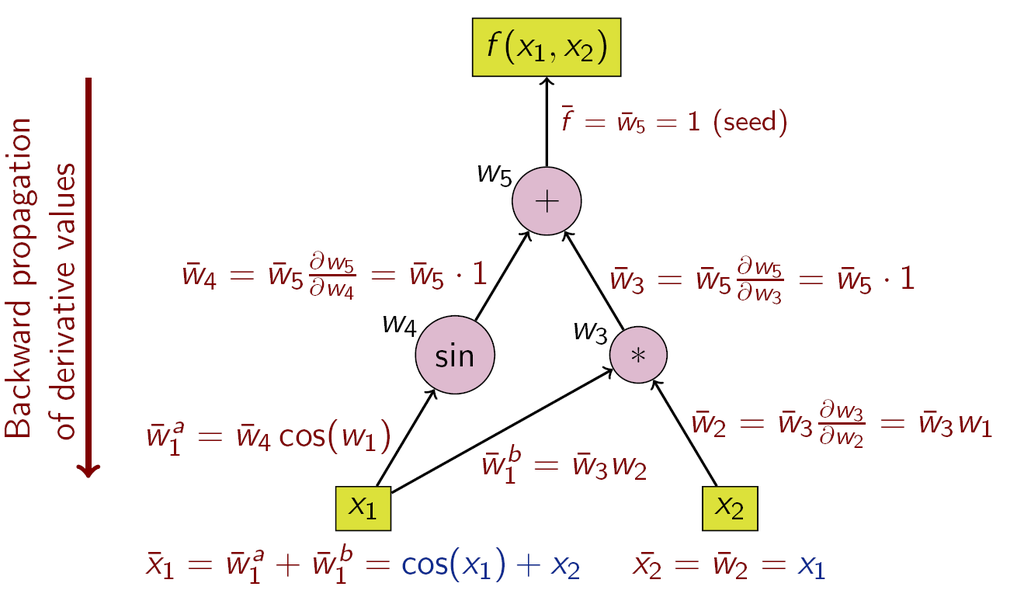 f(x₁, x₂)
f̄ = w̄₅ = 1 (seed)
w₅
+
w̄₄ = w̄₅ ∂w₅/∂w₄ = w̄₅ · 1
w̄₃ = w̄₅ ∂w₅/∂w₃ = w̄₅ · 1
w₄
sin
w₃
*
w̄₁ᵃ = w̄₄ cos(w₁)
w̄₁ᵇ = w̄₃w₂
w̄₂ = w̄₃ ∂w₃/∂w₂ = w̄₃w₁
x₁
x₂
x̄₁ = w̄₁ᵃ + w̄₁ᵇ = cos(x₁) + x₂
x̄₂ = w̄₂ = x₁
Backward propagation
of derivative values